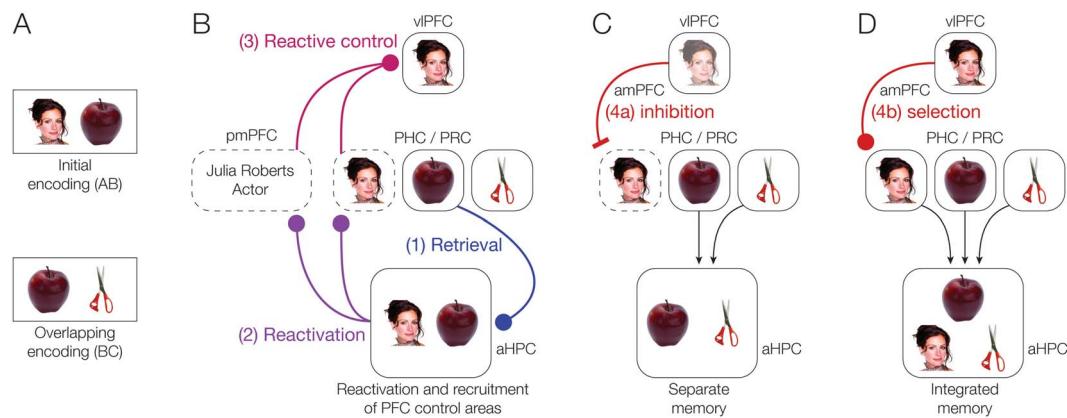 A
Initial
encoding (AB)
Overlapping
encoding (BC)
B
vlPFC
(3) Reactive control
pmPFC
PHC / PRC
Julia Roberts
Actor
(1) Retrieval
(2) Reactivation
aHPC
Reactivation and recruitment
of PFC control areas
C
vlPFC
amPFC
(4a) inhibition
PHC / PRC
aHPC
Separate
memory
D
vlPFC
amPFC
(4b) selection
PHC / PRC
aHPC
Integrated
memory